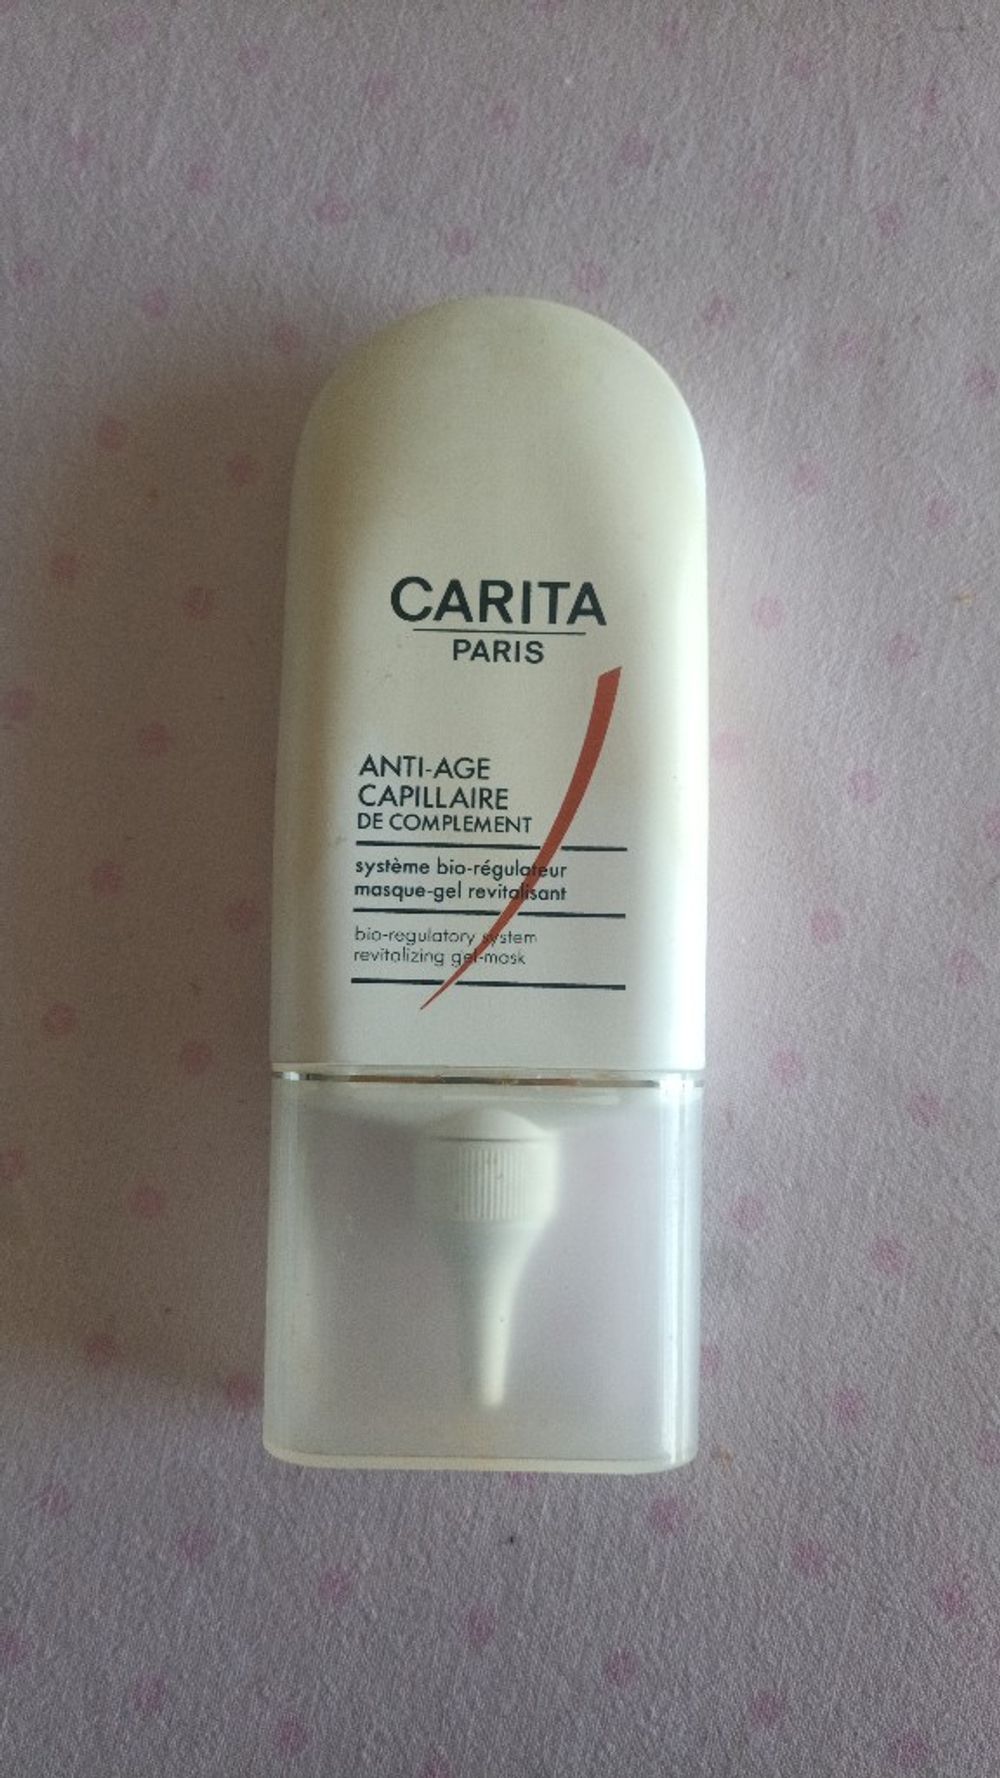 CARITA
PARIS
ANTI-AGE
CAPILLAIRE
DE COMPLEMENT
système bio-régulateur
masque-gel revitalisant
bio-regulatory system
revitalizing gel-mask